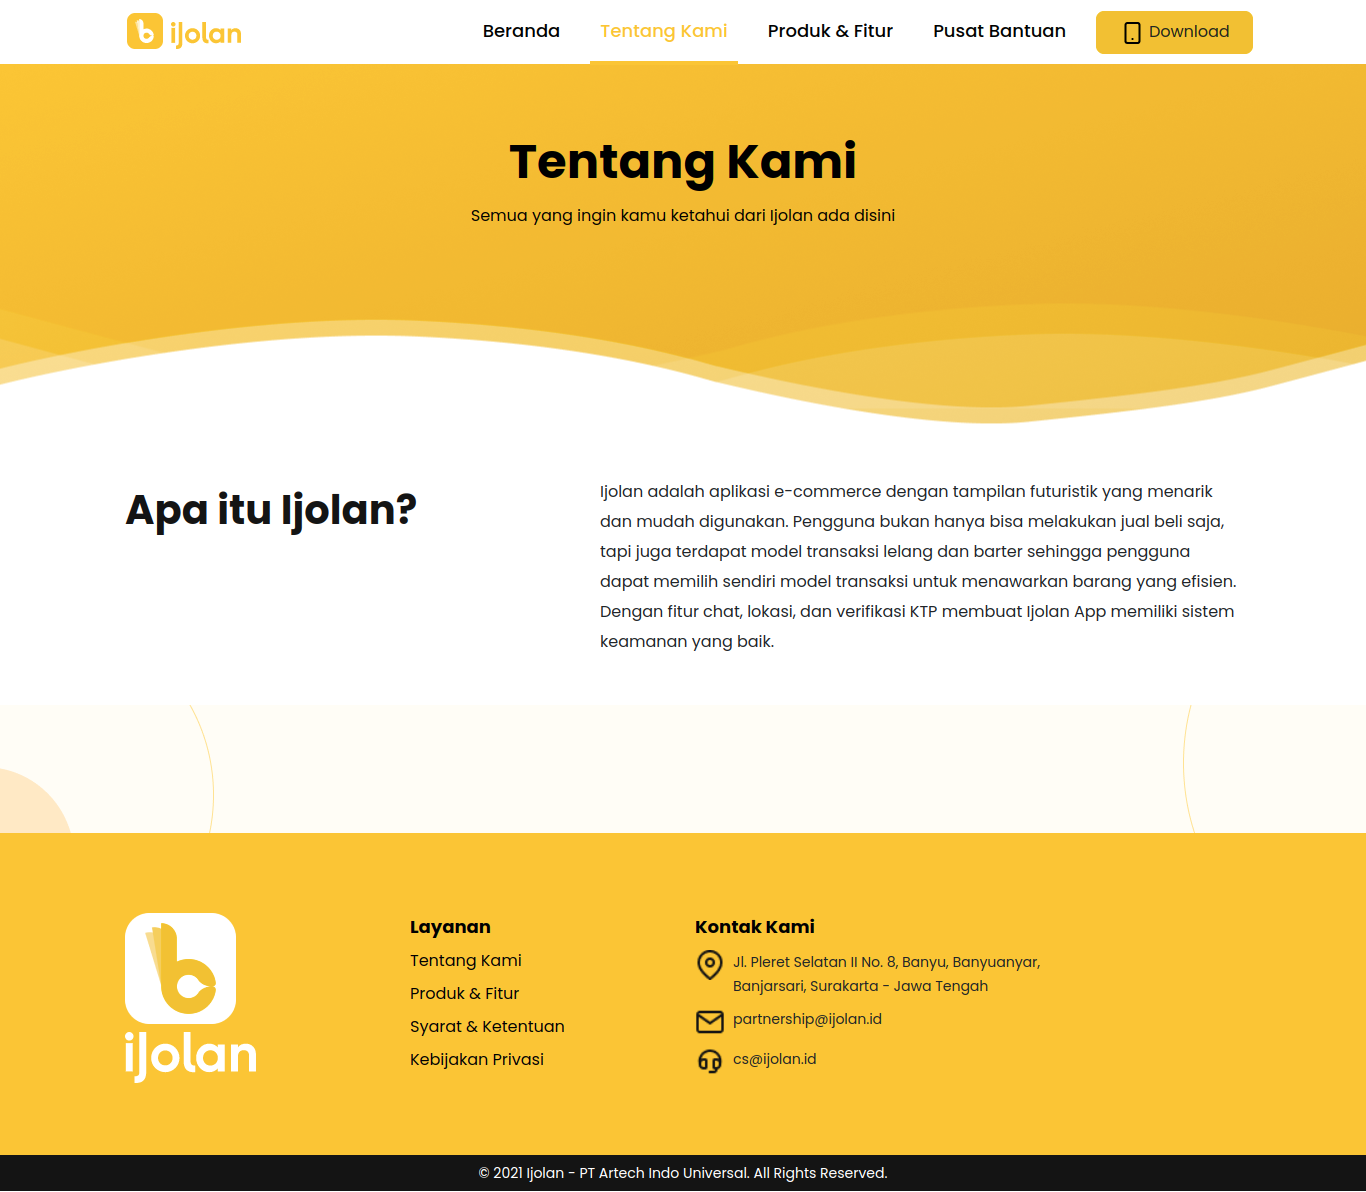 iJolan
Beranda
Tentang Kami
Produk & Fitur
Pusat Bantuan
Download
Tentang Kami
Semua yang ingin kamu ketahui dari Ijolan ada disini
Apa itu Ijolan?
Ijolan adalah aplikasi e-commerce dengan tampilan futuristik yang menarik
dan mudah digunakan. Pengguna bukan hanya bisa melakukan jual beli saja,
tapi juga terdapat model transaksi lelang dan barter sehingga pengguna
dapat memilih sendiri model transaksi untuk menawarkan barang yang efisien.
Dengan fitur chat, lokasi, dan verifikasi KTP membuat Ijolan App memiliki sistem
keamanan yang baik.
iJolan
Layanan
Tentang Kami
Produk & Fitur
Syarat & Ketentuan
Kebijakan Privasi
Kontak Kami
Jl. Pleret Selatan II No. 8, Banyu, Banyuanyar,
Banjarsari, Surakarta - Jawa Tengah
partnership@ijolan.id
cs@ijolan.id
© 2021 Ijolan - PT Artech Indo Universal. All Rights Reserved.